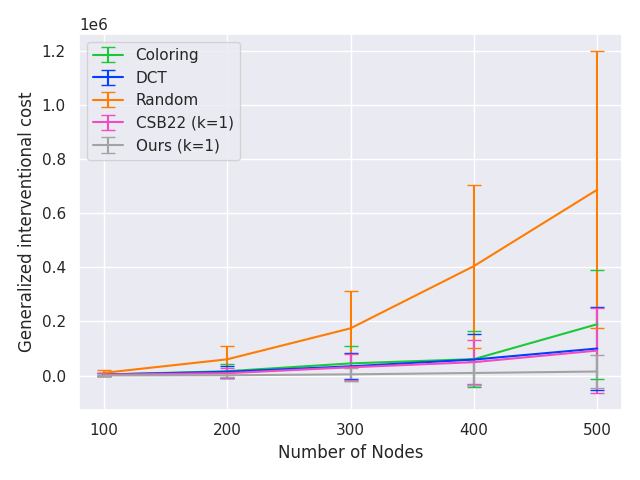 1e6
Coloring
DCT
Random
CSB22 (k=1)
Ours (k=1)
Generalized interventional cost
1.2
1.0
0.8
0.6
0.4
0.2
0.0
100 200 300 400 500
Number of Nodes